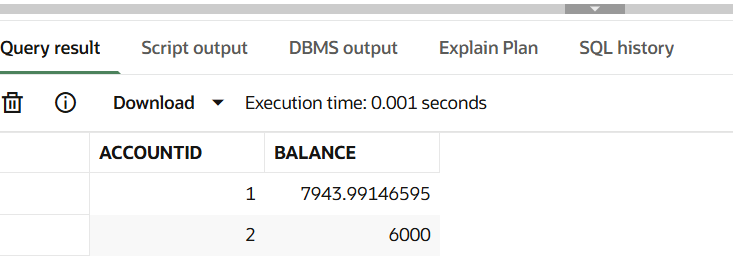 Query result Script output DBMS output Explain Plan SQL history
Download Execution time: 0.001 seconds
ACCOUNTID BALANCE
1 7943.99146595
2 6000